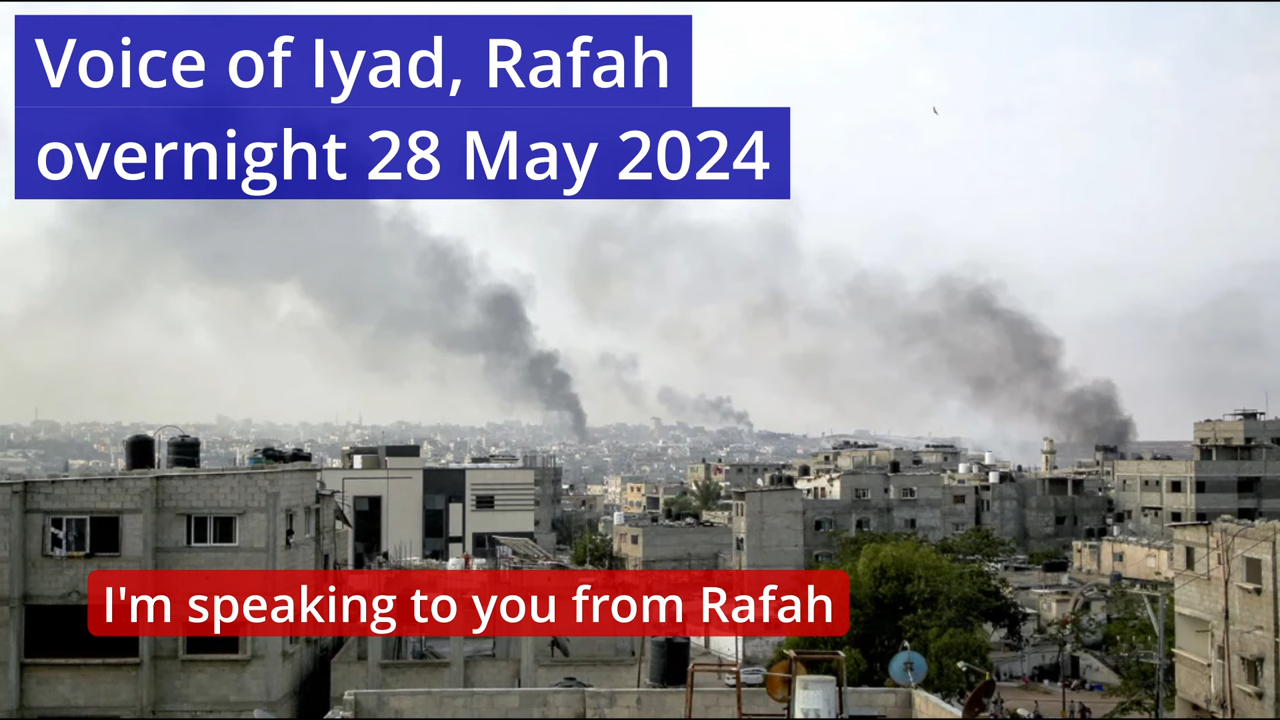 Voice of Iyad, Rafah
overnight 28 May 2024
I'm speaking to you from Rafah